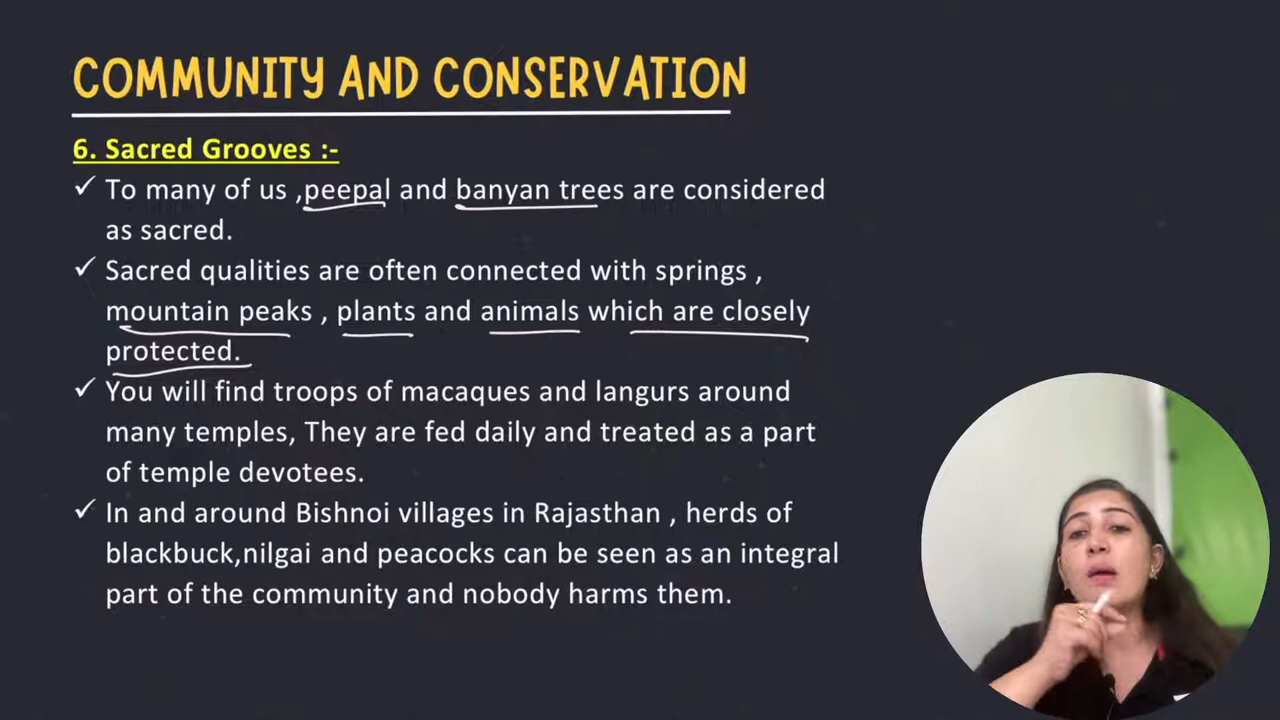 COMMUNITY AND CONSERVATION
6. Sacred Grooves :-
✓ To many of us ,peepal and banyan trees are considered
as sacred.
✓ Sacred qualities are often connected with springs ,
mountain peaks , plants and animals which are closely
protected.
✓ You will find troops of macaques and langurs around
many temples, They are fed daily and treated as a part
of temple devotees.
✓ In and around Bishnoi villages in Rajasthan , herds of
blackbuck,nilgai and peacocks can be seen as an integral
part of the community and nobody harms them.